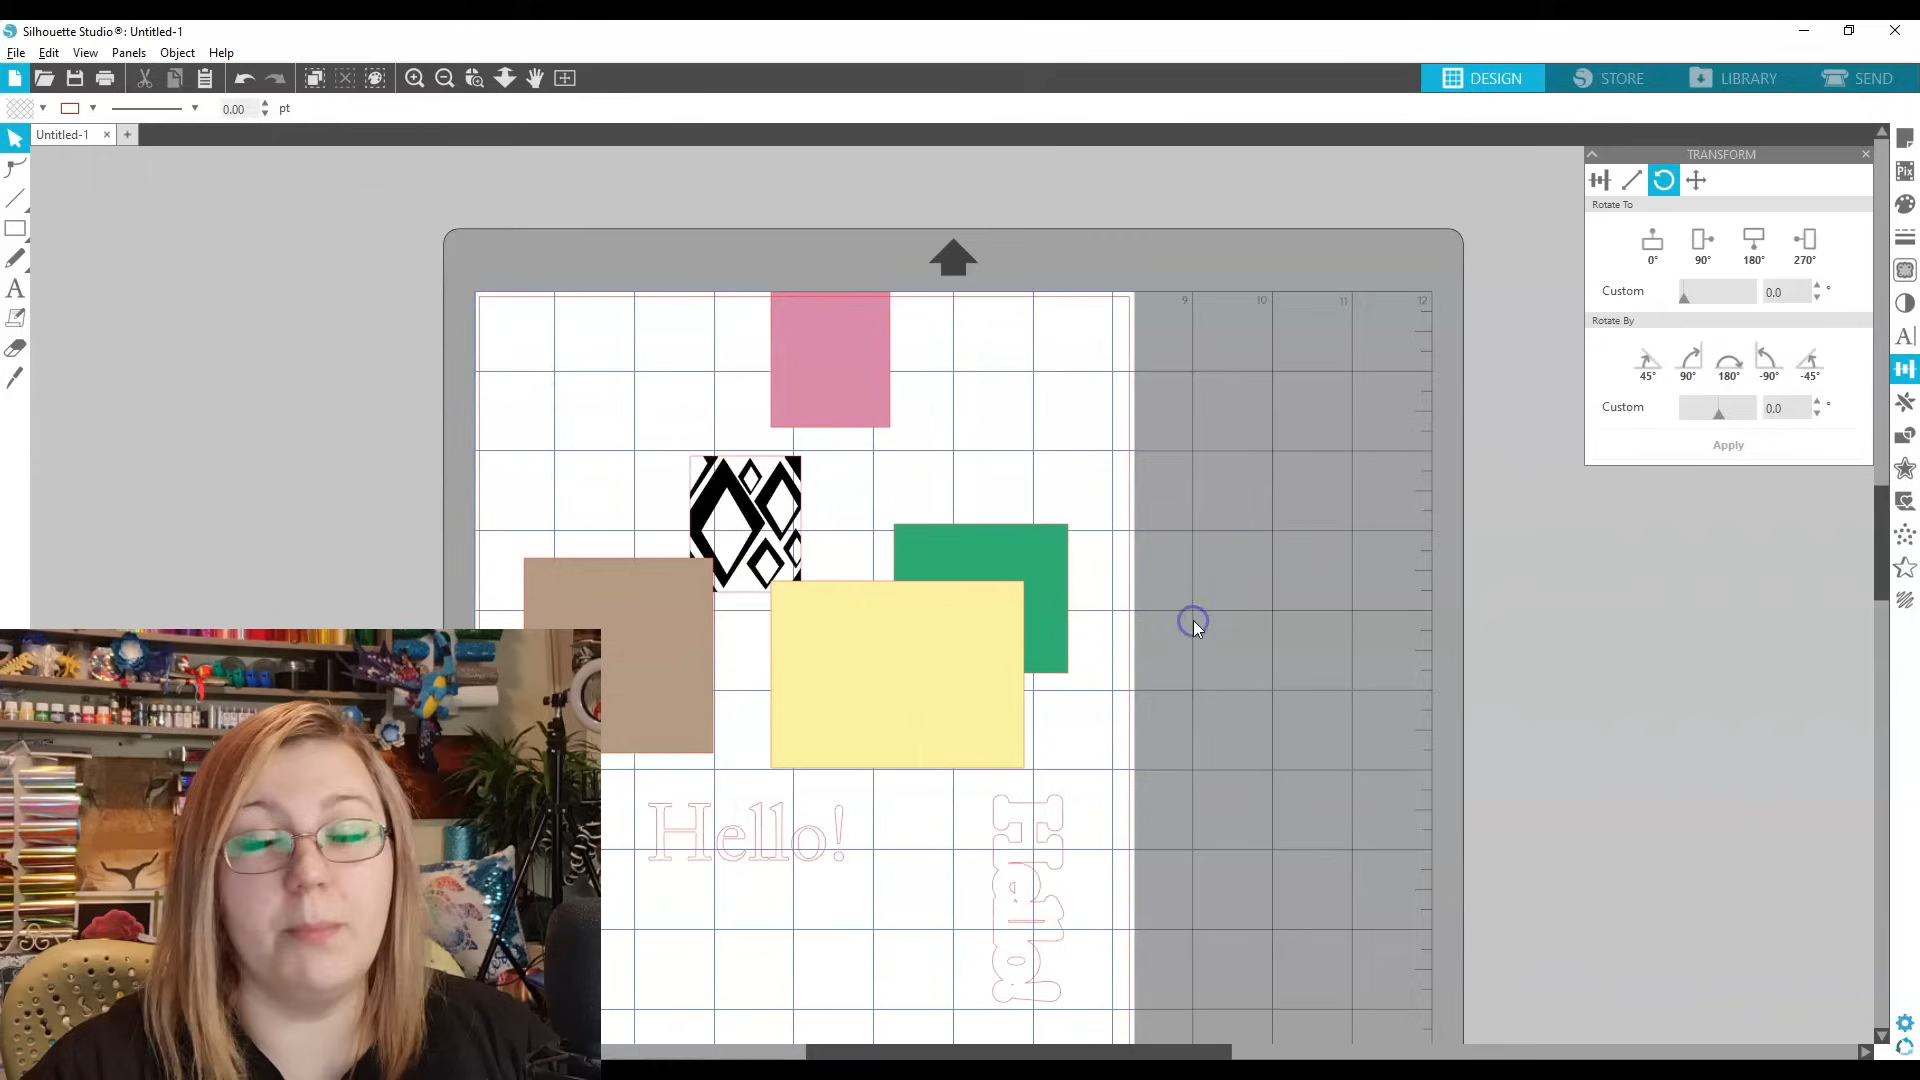 Silhouette Studio®: Untitled-1
File Edit View Panels Object Help
DESIGN STORE LIBRARY SEND
0.00 pt
Untitled-1
TRANSFORM
Rotate To
0° 90° 180° 270°
Custom 0.0 °
Rotate By
45° 90° 180° -90° -45°
Custom 0.0 °
Apply
9 10 11 12
Pix
Hello!
Hello!